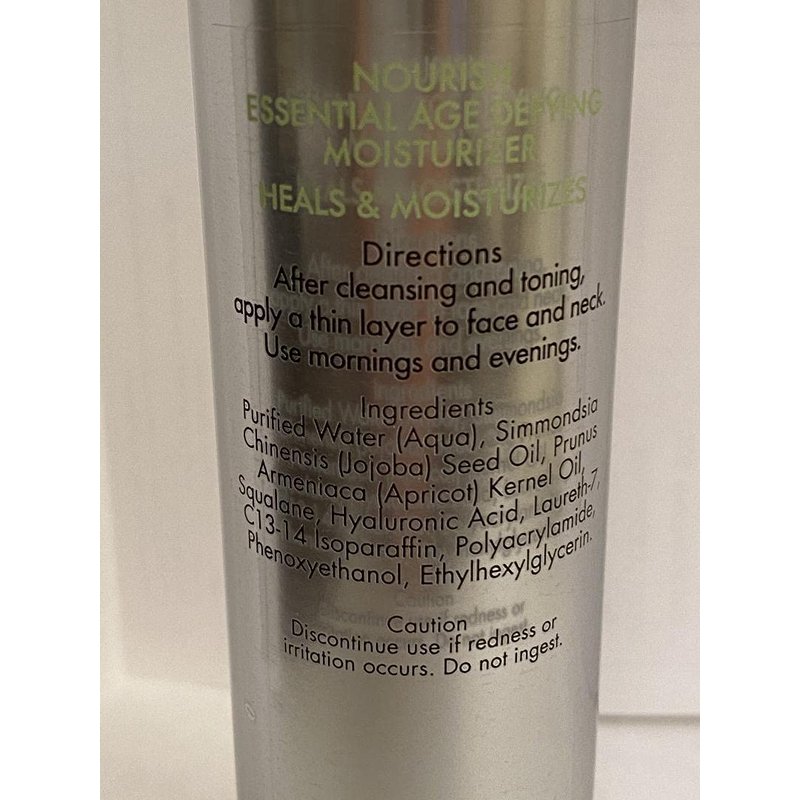 NOURISH
ESSENTIAL AGE DEFYING
MOISTURIZER
HEALS & MOISTURIZES
Directions
After cleansing and toning,
apply a thin layer to face and neck.
Use mornings and evenings.
Ingredients
Purified Water (Aqua), Simmondsia
Chinensis (Jojoba) Seed Oil, Prunus
Armeniaca (Apricot) Kernel Oil,
Squalane, Hyaluronic Acid, Laureth-7,
C13-14 Isoparaffin, Polyacrylamide,
Phenoxyethanol, Ethylhexylglycerin.
Caution
Discontinue use if redness or
irritation occurs. Do not ingest.